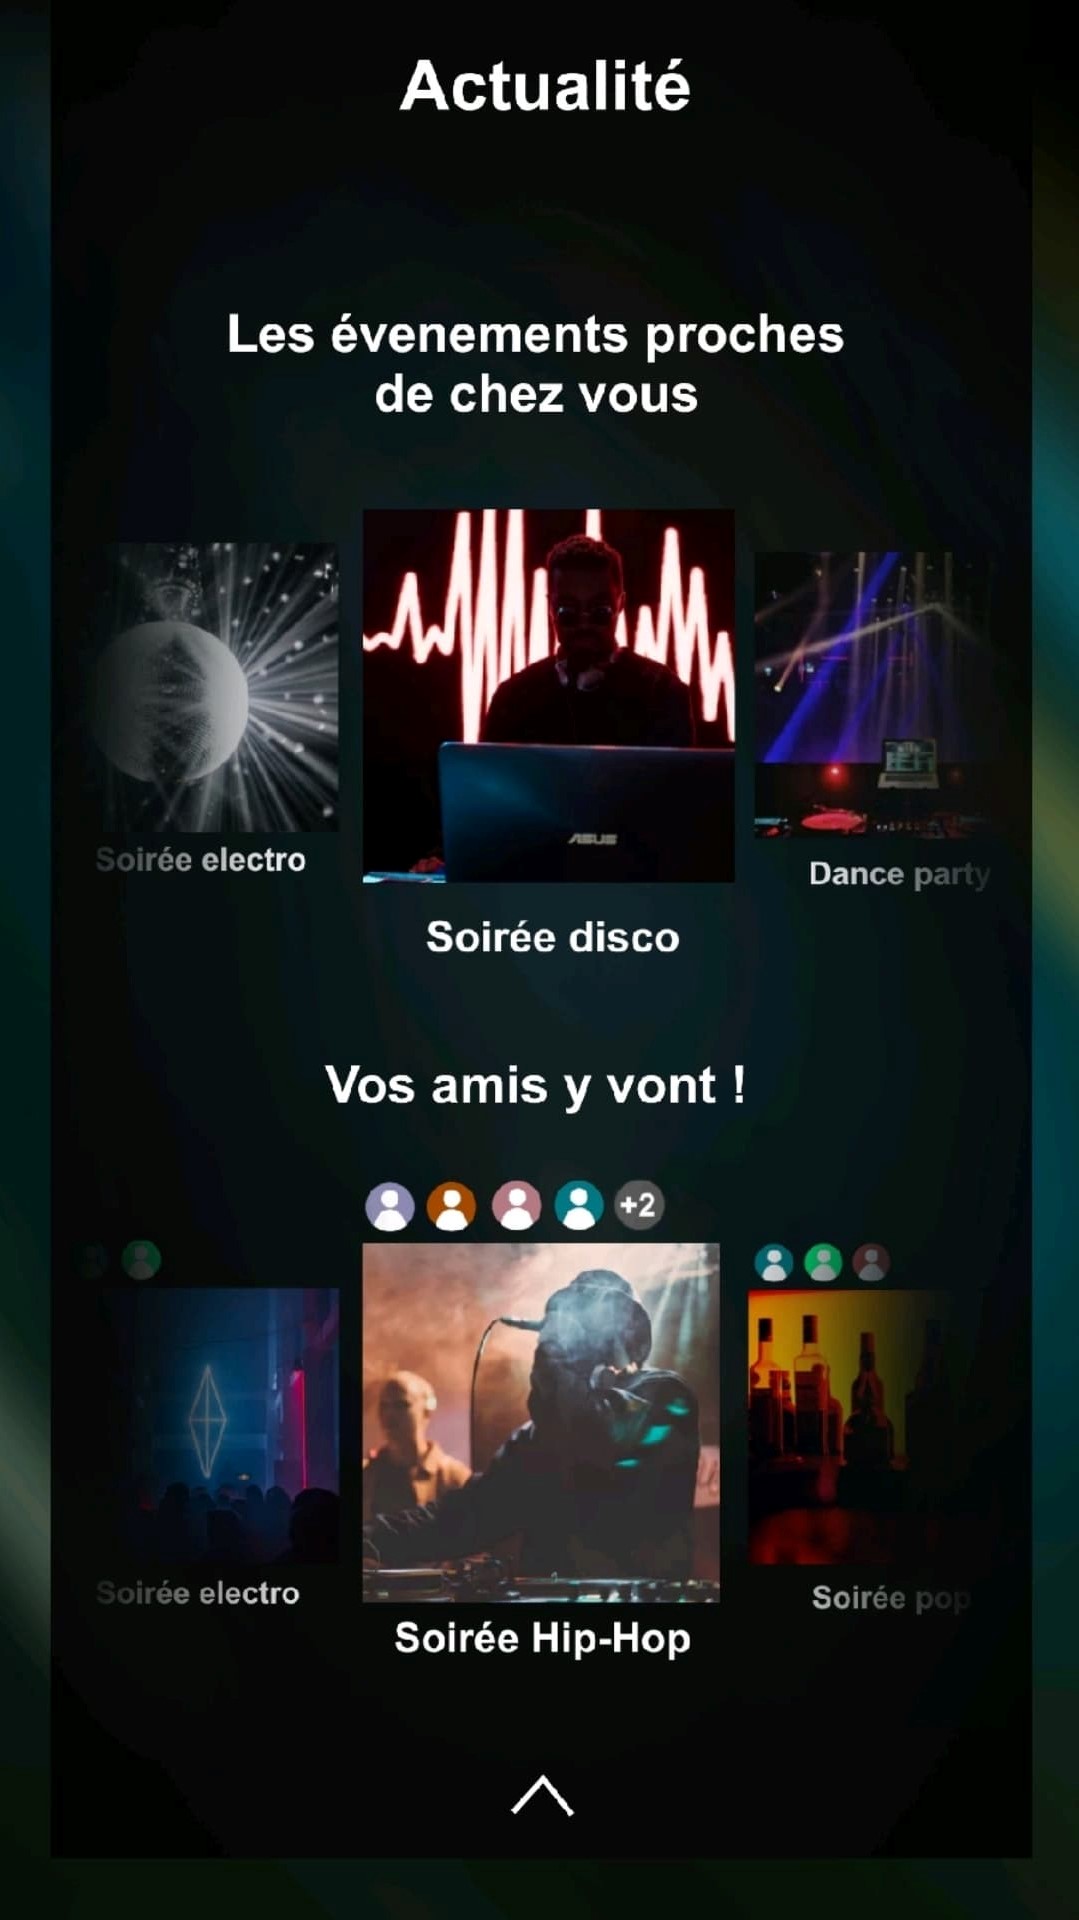 Actualité
Les évenements proches
de chez vous
ASUS
Soirée electro
Dance party
Soirée disco
Vos amis y vont !
+2
Soirée electro
Soirée pop
Soirée Hip-Hop